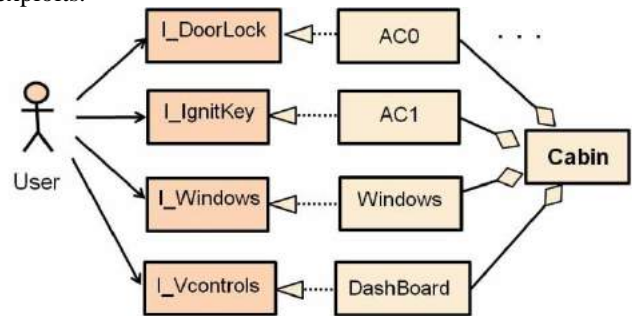 I_DoorLock
AC0
. . .
I_IgnitKey
AC1
Cabin
User
I_Windows
Windows
I_Vcontrols
DashBoard